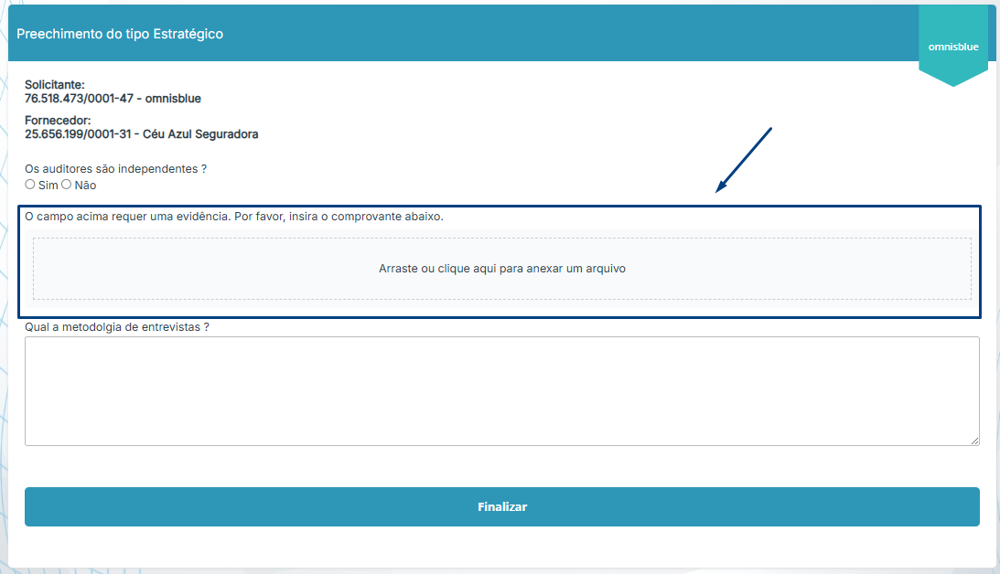 Preechimento do tipo Estratégico
omnisblue
Solicitante:
76.518.473/0001-47 - omnisblue
Fornecedor:
25.656.199/0001-31 - Céu Azul Seguradora
Os auditores são independentes ?
Sim Não
O campo acima requer uma evidência. Por favor, insira o comprovante abaixo.
Arraste ou clique aqui para anexar um arquivo
Qual a metodolgia de entrevistas ?
Finalizar